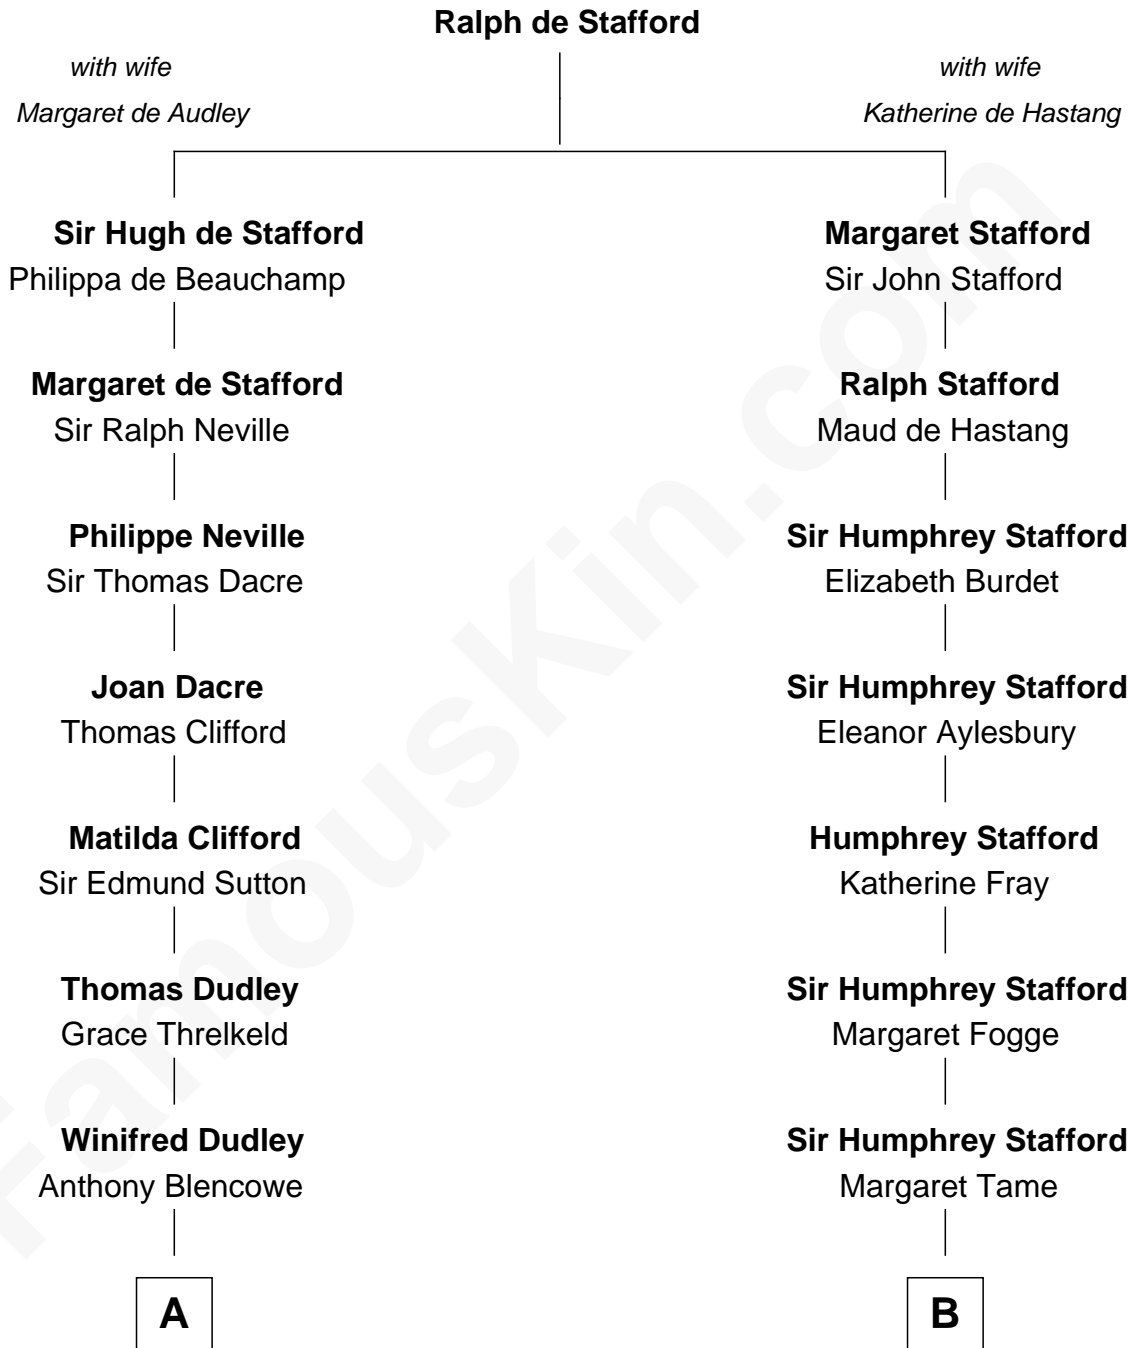 Ralph de Stafford
with wife
Margaret de Audley
with wife
Katherine de Hastang
Sir Hugh de Stafford
Philippa de Beauchamp
Margaret Stafford
Sir John Stafford
Margaret de Stafford
Sir Ralph Neville
Ralph Stafford
Maud de Hastang
Philippe Neville
Sir Thomas Dacre
Sir Humphrey Stafford
Elizabeth Burdet
Joan Dacre
Thomas Clifford
Sir Humphrey Stafford
Eleanor Aylesbury
Matilda Clifford
Sir Edmund Sutton
Humphrey Stafford
Katherine Fray
Thomas Dudley
Grace Threlkeld
Sir Humphrey Stafford
Margaret Fogge
Winifred Dudley
Anthony Blencowe
Sir Humphrey Stafford
Margaret Tame
A
B
FamousKin.com